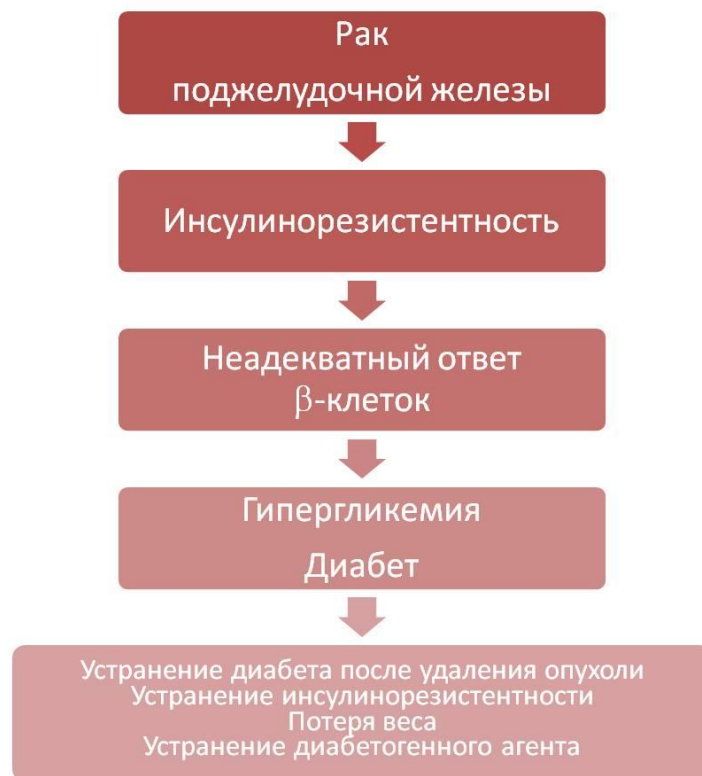 Рак
поджелудочной железы
Инсулинорезистентность
Неадекватный ответ
β-клеток
Гипергликемия
Диабет
Устранение диабета после удаления опухоли
Устранение инсулинорезистентности
Потеря веса
Устранение диабетогенного агента